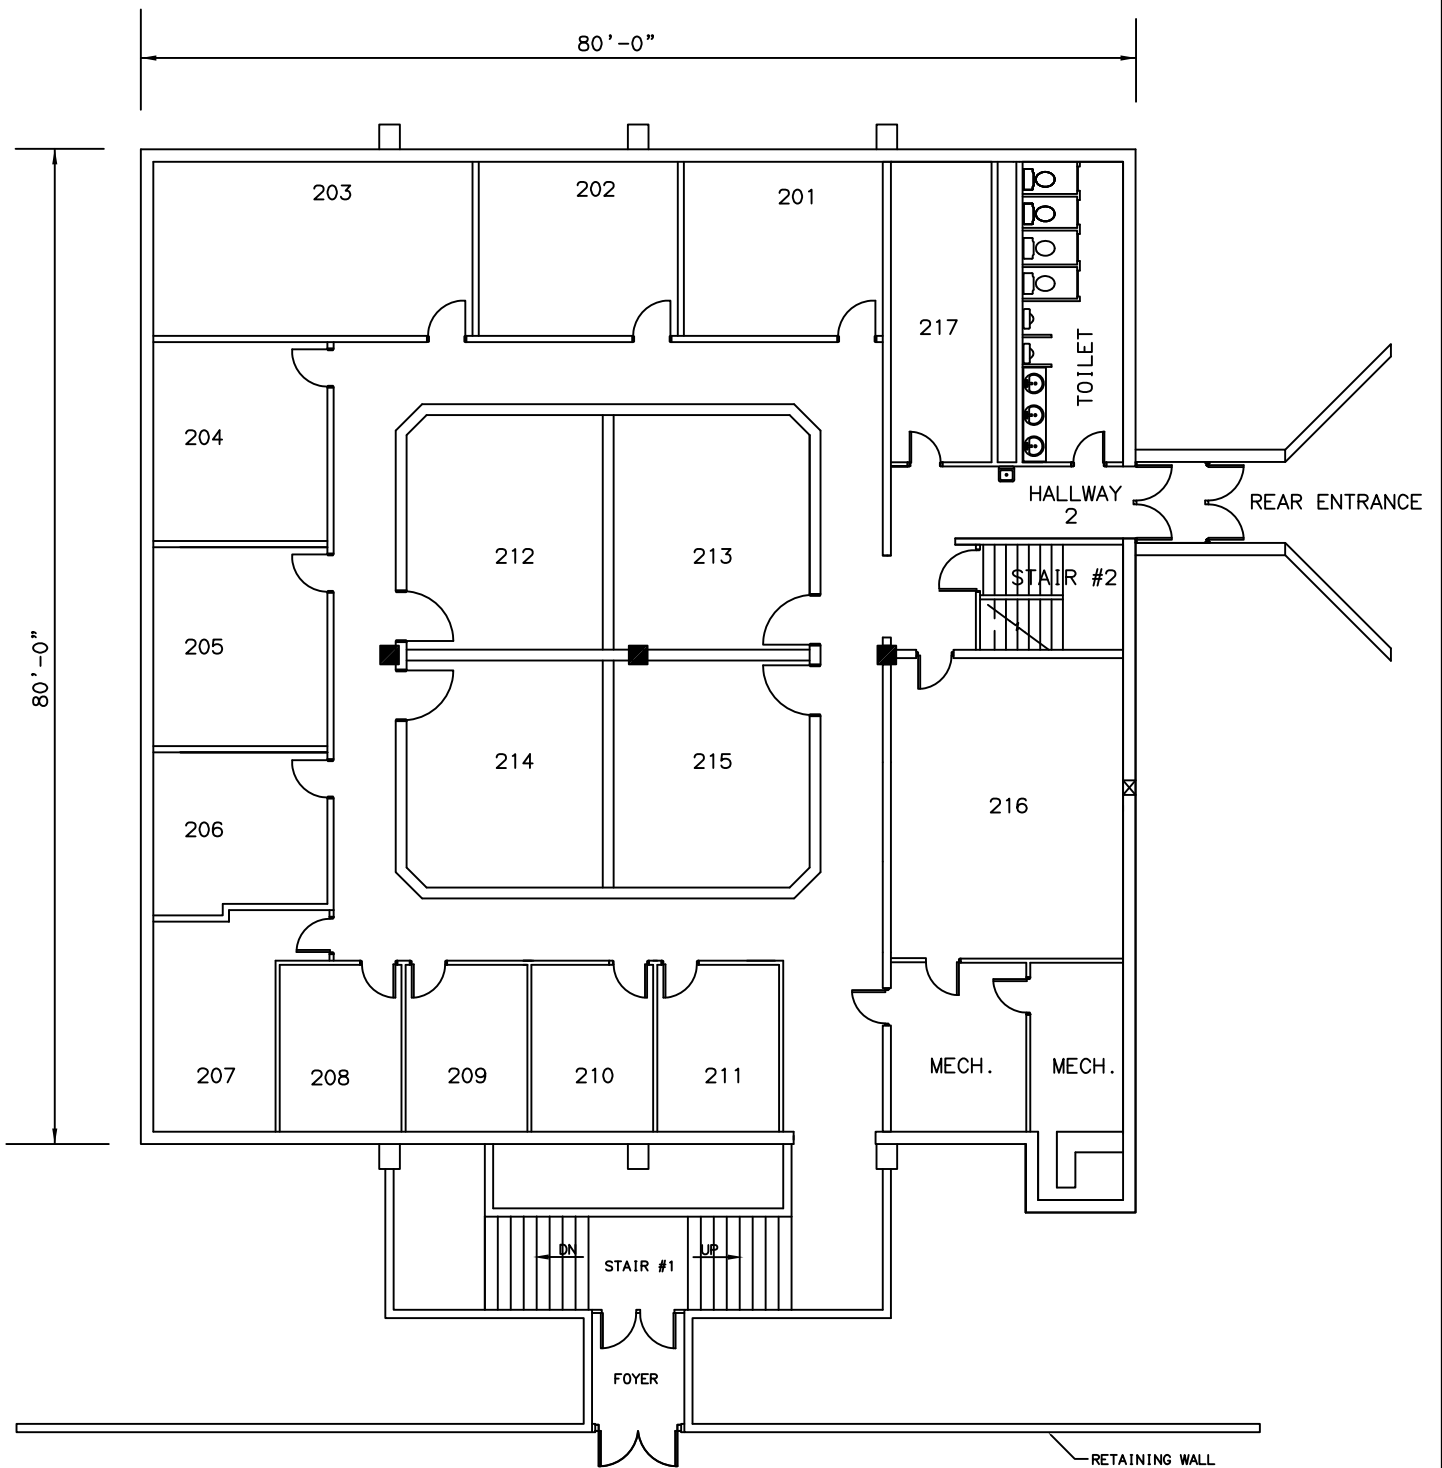 80'-0"
203
202
201
217
TOILET
204
HALLWAY
2
REAR ENTRANCE
212
213
STAIR #2
80'-0"
205
214
215
216
206
207
208
209
210
211
MECH.
MECH.
DN
UP
STAIR #1
FOYER
RETAINING WALL